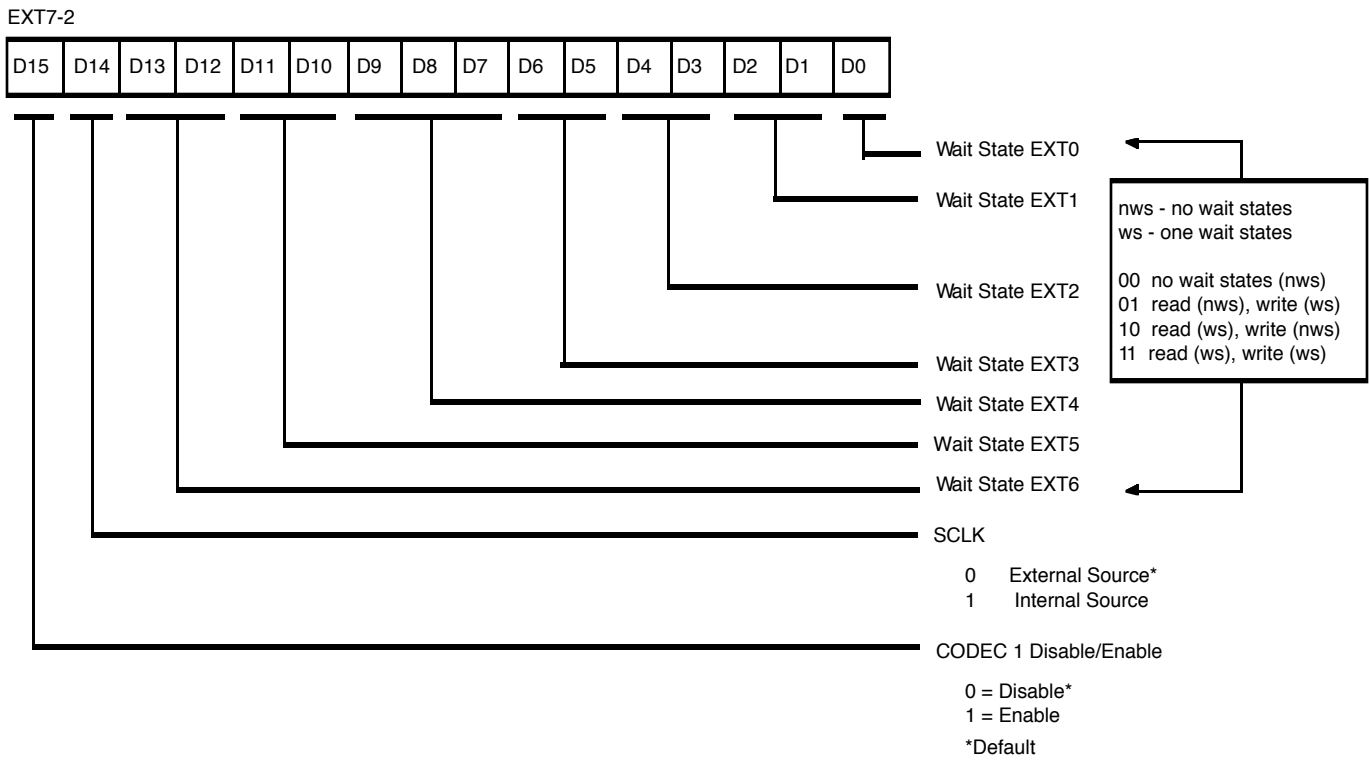 EXT7-2
D15 D14 D13 D12 D11 D10 D9 D8 D7 D6 D5 D4 D3 D2 D1 D0
Wait State EXT0
Wait State EXT1
nws - no wait states
ws - one wait states
00 no wait states (nws)
01 read (nws), write (ws)
10 read (ws), write (nws)
11 read (ws), write (ws)
Wait State EXT2
Wait State EXT3
Wait State EXT4
Wait State EXT5
Wait State EXT6
SCLK
0 External Source*
1 Internal Source
CODEC 1 Disable/Enable
0 = Disable*
1 = Enable
*Default